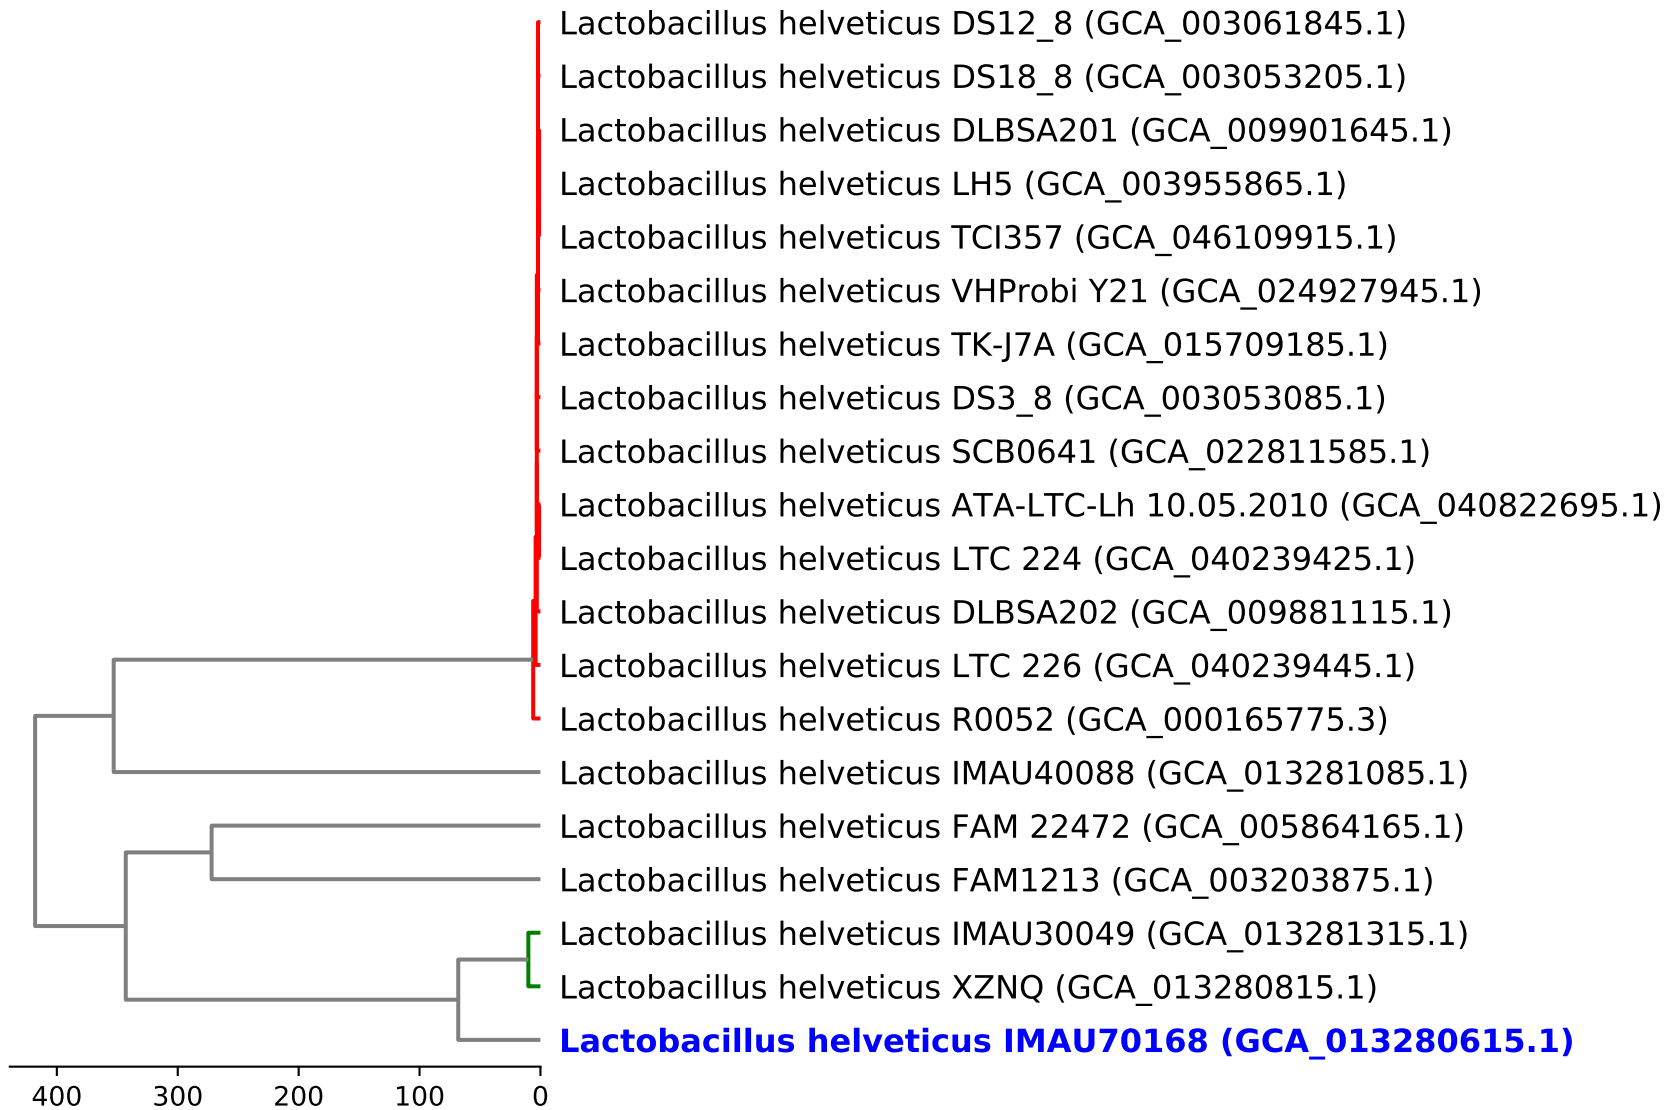 Lactobacillus helveticus DS12_8 (GCA_003061845.1)
Lactobacillus helveticus DS18_8 (GCA_003053205.1)
Lactobacillus helveticus DLBSA201 (GCA_009901645.1)
Lactobacillus helveticus LH5 (GCA_003955865.1)
Lactobacillus helveticus TCI357 (GCA_046109915.1)
Lactobacillus helveticus VHProbi Y21 (GCA_024927945.1)
Lactobacillus helveticus TK-J7A (GCA_015709185.1)
Lactobacillus helveticus DS3_8 (GCA_003053085.1)
Lactobacillus helveticus SCB0641 (GCA_022811585.1)
Lactobacillus helveticus ATA-LTC-Lh 10.05.2010 (GCA_040822695.1)
Lactobacillus helveticus LTC 224 (GCA_040239425.1)
Lactobacillus helveticus DLBSA202 (GCA_009881115.1)
Lactobacillus helveticus LTC 226 (GCA_040239445.1)
Lactobacillus helveticus R0052 (GCA_000165775.3)
Lactobacillus helveticus IMAU40088 (GCA_013281085.1)
Lactobacillus helveticus FAM 22472 (GCA_005864165.1)
Lactobacillus helveticus FAM1213 (GCA_003203875.1)
Lactobacillus helveticus IMAU30049 (GCA_013281315.1)
Lactobacillus helveticus XZNQ (GCA_013280815.1)
Lactobacillus helveticus IMAU70168 (GCA_013280615.1)
400 300 200 100 0